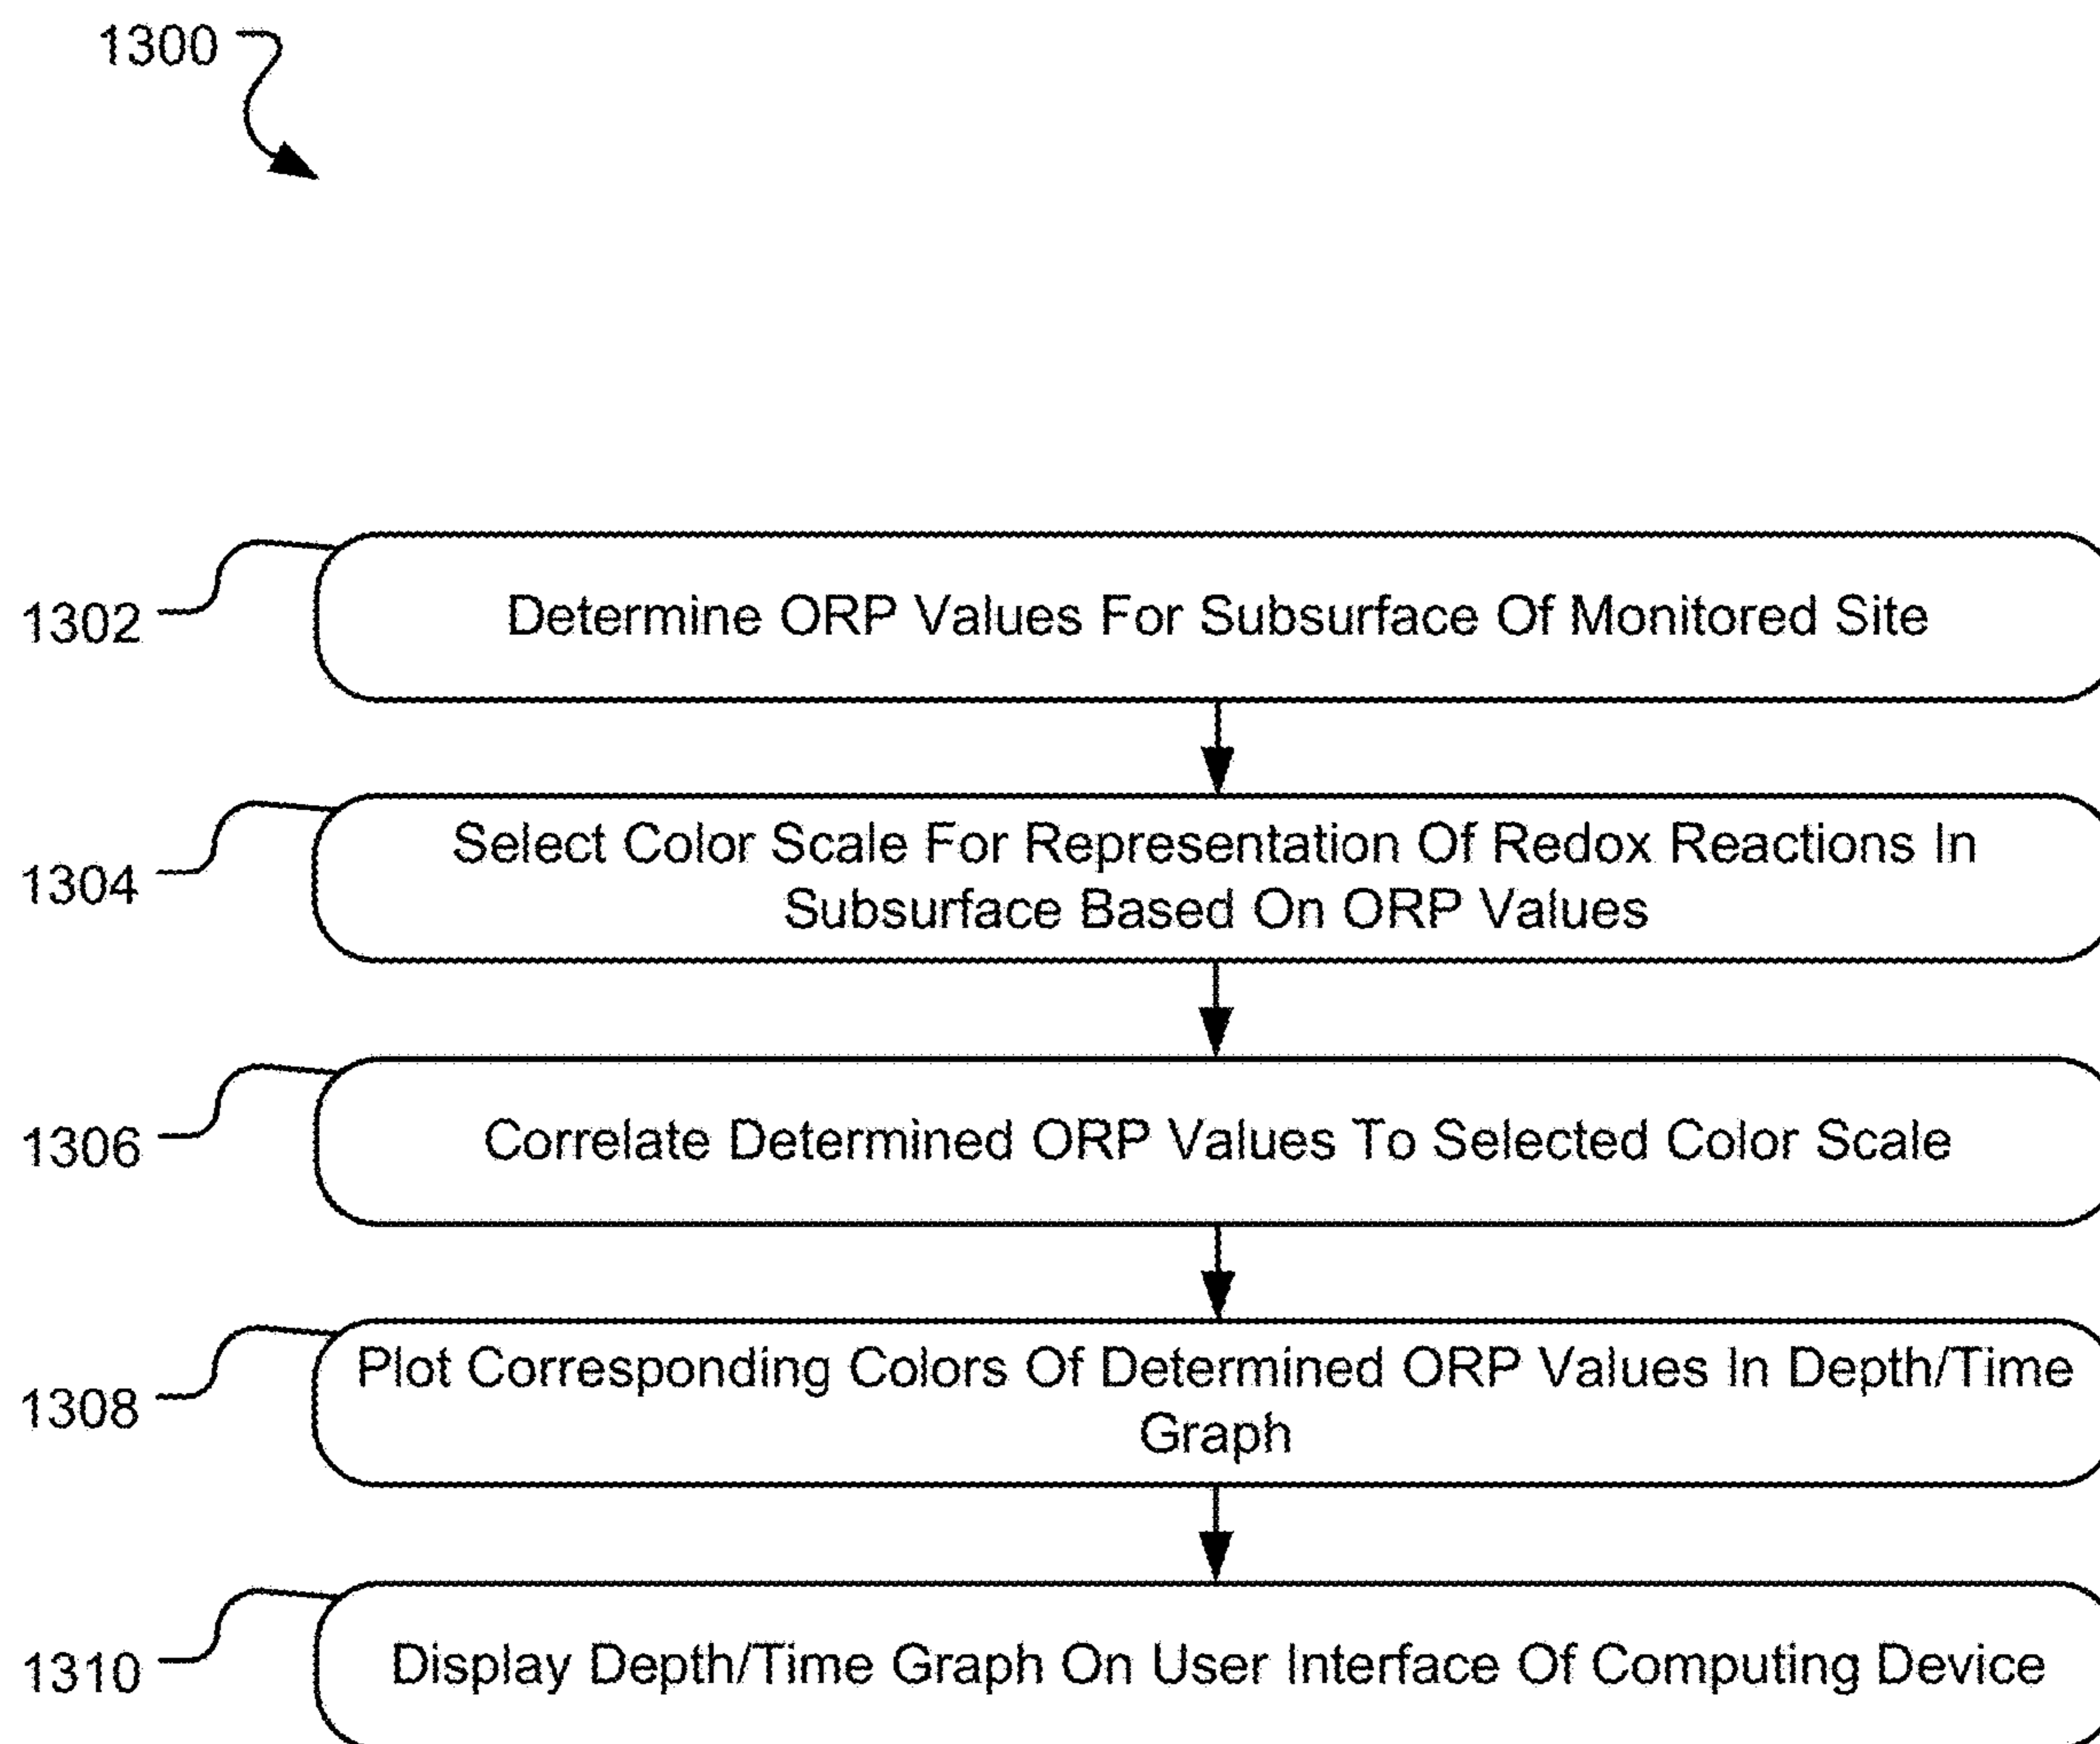 1300
1302
Determine ORP Values For Subsurface Of Monitored Site
1304
Select Color Scale For Representation Of Redox Reactions In
Subsurface Based On ORP Values
1306
Correlate Determined ORP Values To Selected Color Scale
1308
Plot Corresponding Colors Of Determined ORP Values In Depth/Time
Graph
1310
Display Depth/Time Graph On User Interface Of Computing Device